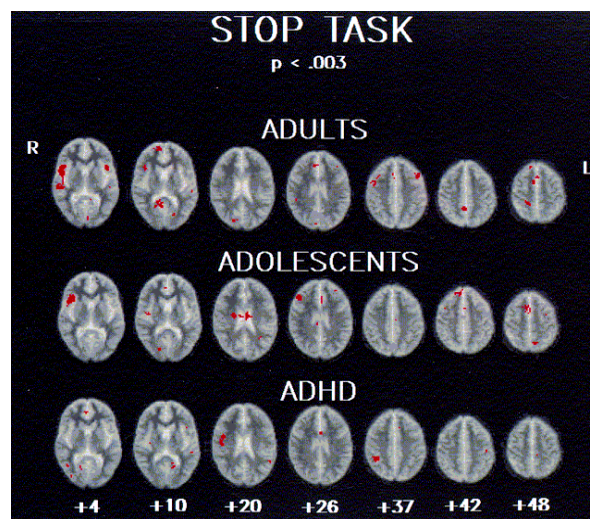 STOP TASK
p < .003
ADULTS
R
L
ADOLESCENTS
ADHD
+4 +10 +20 +26 +37 +42 +48